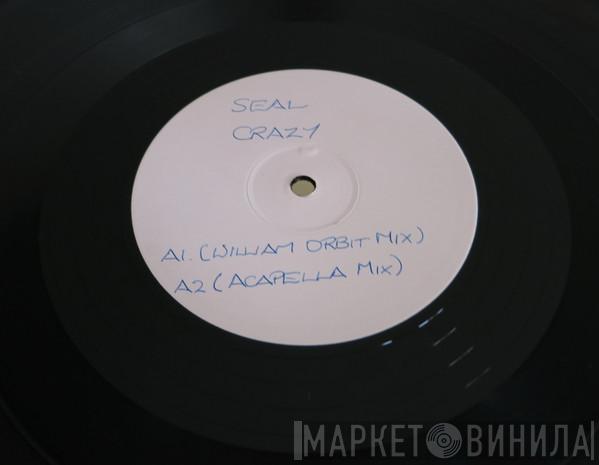 SEAL
CRAZY
A1. (WILLIAM ORBIT MIX)
A2 (ACAPELLA MIX)
МАРКЕТ ВИНИЛА